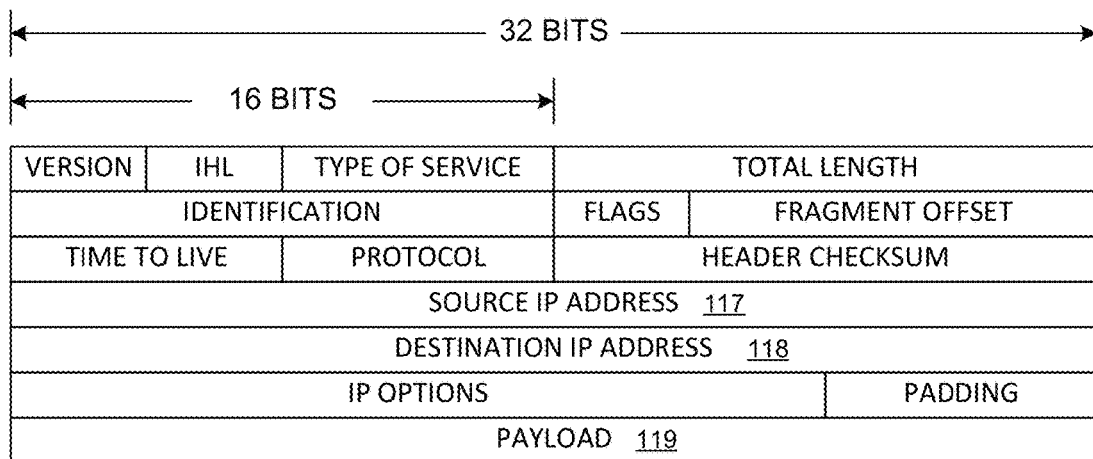 32 BITS
16 BITS
VERSION IHL TYPE OF SERVICE TOTAL LENGTH
IDENTIFICATION FLAGS FRAGMENT OFFSET
TIME TO LIVE PROTOCOL HEADER CHECKSUM
SOURCE IP ADDRESS 117
DESTINATION IP ADDRESS 118
IP OPTIONS PADDING
PAYLOAD 119